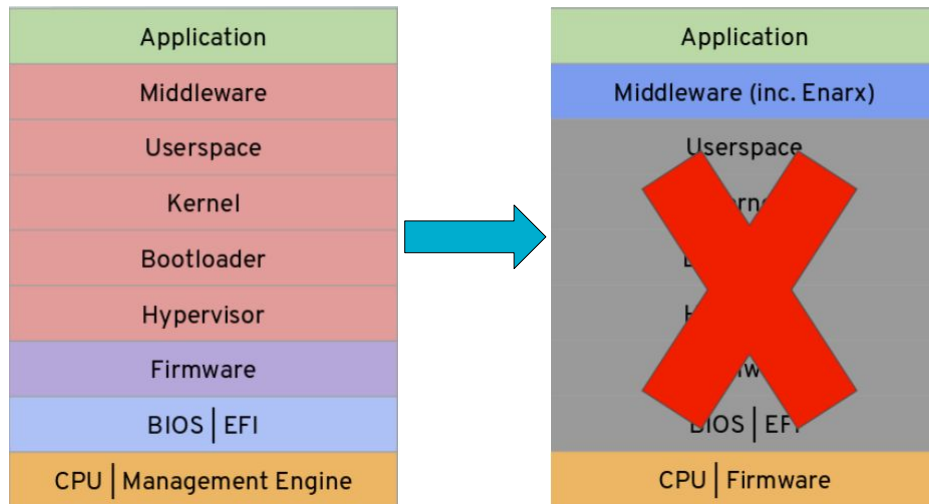 Application
Middleware
Userspace
Kernel
Bootloader
Hypervisor
Firmware
BIOS | EFI
CPU | Management Engine
Application
Middleware (inc. Enarx)
Userspace
BIOS | EFI
CPU | Firmware